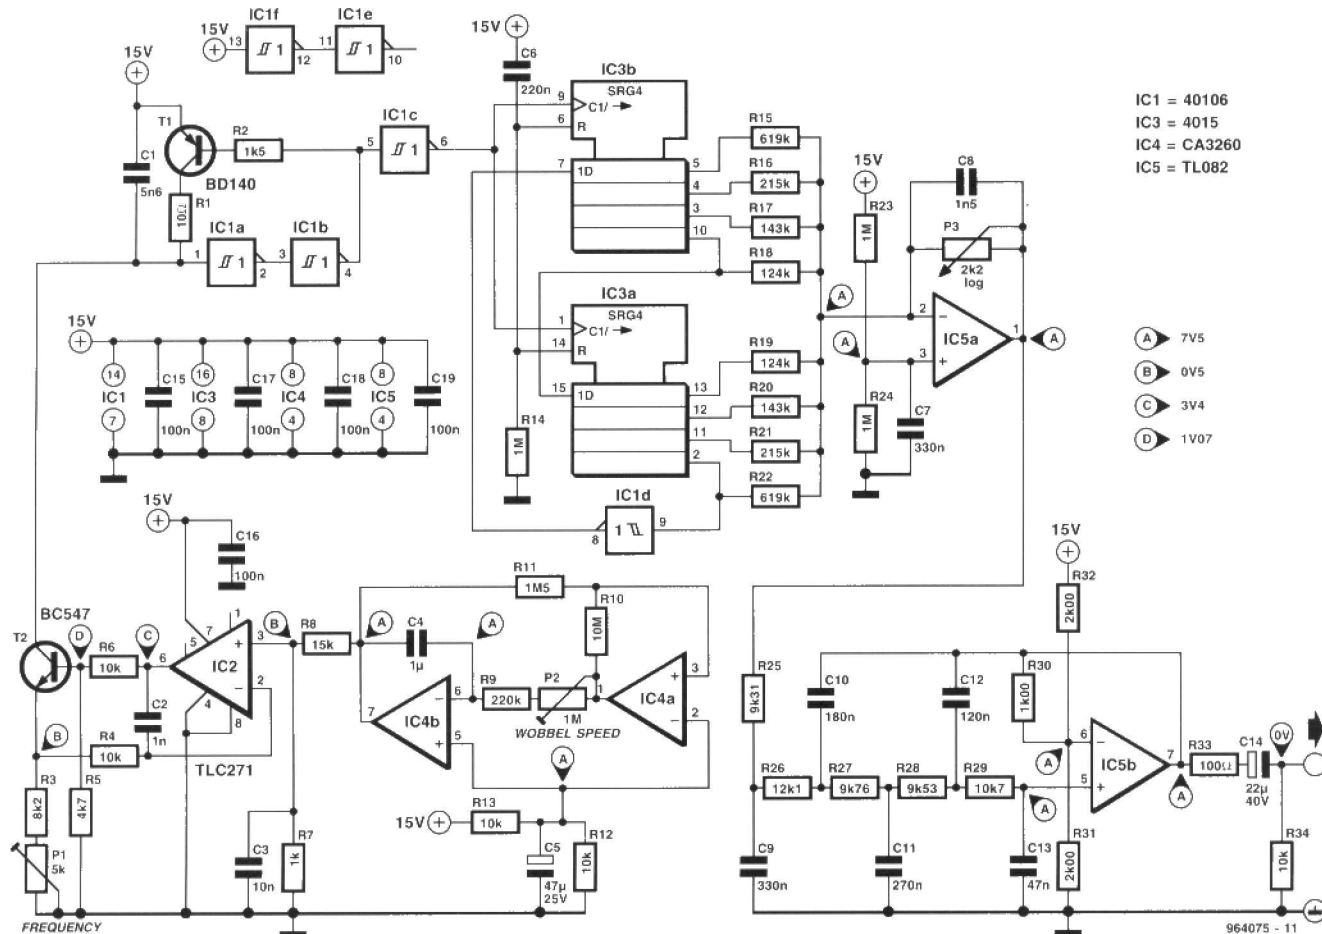 15V
13
IC1f
1
12
11
IC1e
1
10
15V
C6
220n
15V
T1
BD140
C1
5n6
R1
10Ω
R2
1k5
5
IC1c
1
6
1
IC1a
1
2
3
IC1b
1
4
IC3b
SRG4
9
C1/
6
R
7
1D
5
4
3
10
R15
619k
R16
215k
R17
143k
R18
124k
IC3a
SRG4
1
C1/
14
R
15
1D
13
12
11
2
R19
124k
R20
143k
R21
215k
R22
619k
R14
1M
IC1d
8
1
9
15V
R23
1M
A
A
R24
1M
C7
330n
C8
1n5
P3
2k2
log
2
−
3
+
IC5a
1
A
IC1 = 40106
IC3 = 4015
IC4 = CA3260
IC5 = TL082
A 7V5
B 0V5
C 3V4
D 1V07
15V
14
IC1
7
C15
100n
16
IC3
8
C17
100n
8
IC4
4
C18
100n
8
IC5
4
C19
100n
15V
C16
100n
BC547
T2
D
R6
10k
C
6
5
7
1
IC2
+
−
3
2
4
8
TLC271
C2
1n
B
R4
10k
R3
8k2
R5
4k7
P1
5k
FREQUENCY
B
R8
15k
A
C4
1µ
A
R11
1M5
R10
10M
7
IC4b
−
6
+
5
R9
220k
P2
1M
WOBBEL SPEED
1
IC4a
+
3
−
2
A
C3
10n
R7
1k
15V
R13
10k
C5
47µ
25V
R12
10k
15V
R32
2k00
R25
9k31
R26
12k1
R27
9k76
R28
9k53
R29
10k7
C10
180n
C12
120n
R30
1k00
C9
330n
C11
270n
C13
47n
R31
2k00
A
A
6
−
5
+
IC5b
7
A
R33
100Ω
C14
22µ
40V
0V
R34
10k
964075 - 11